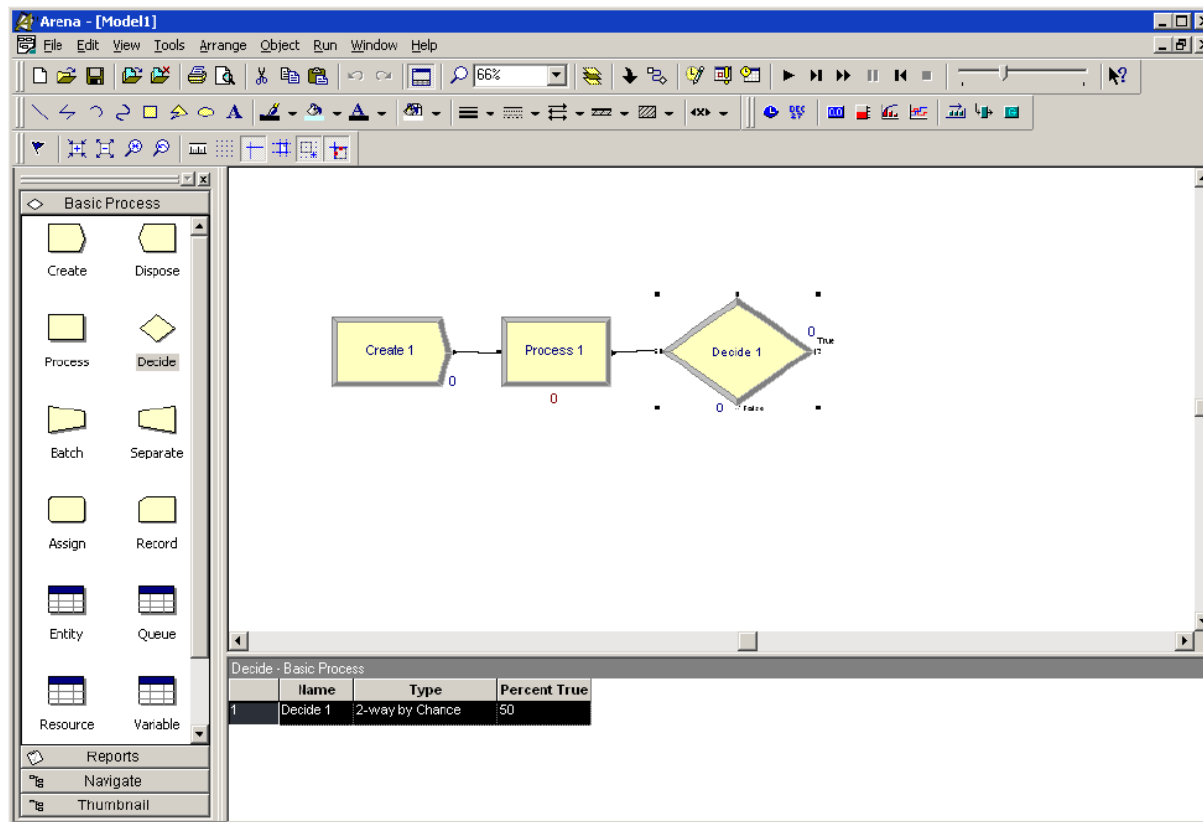 Arena - [Model1]
File Edit View Tools Arrange Object Run Window Help
66%
A A
Basic Process
Create Dispose
Process Decide
Batch Separate
Assign Record
Entity Queue
Resource Variable
Reports
Navigate
Thumbnail
Create 1
0
Process 1
0
Decide 1
0
True
0
False
Decide - Basic Process
Name Type Percent True
1 Decide 1 2-way by Chance 50